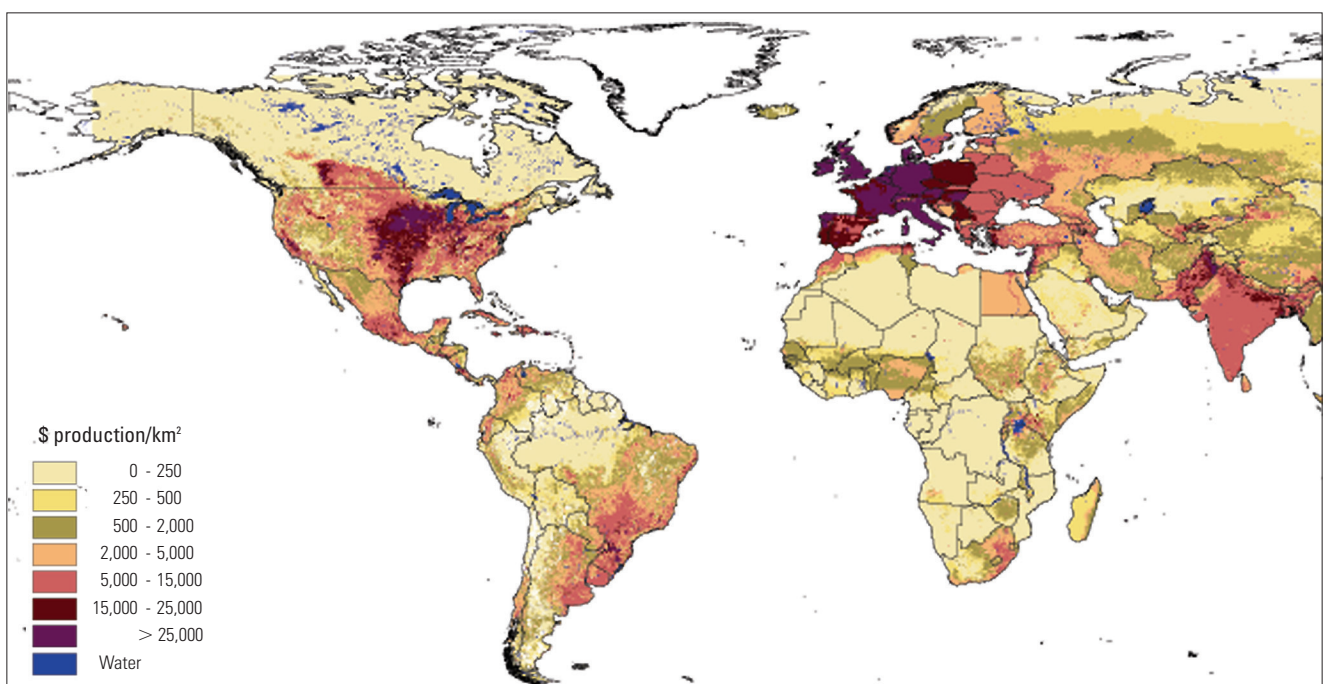 $ production/km²
0 - 250
250 - 500
500 - 2,000
2,000 - 5,000
5,000 - 15,000
15,000 - 25,000
> 25,000
Water